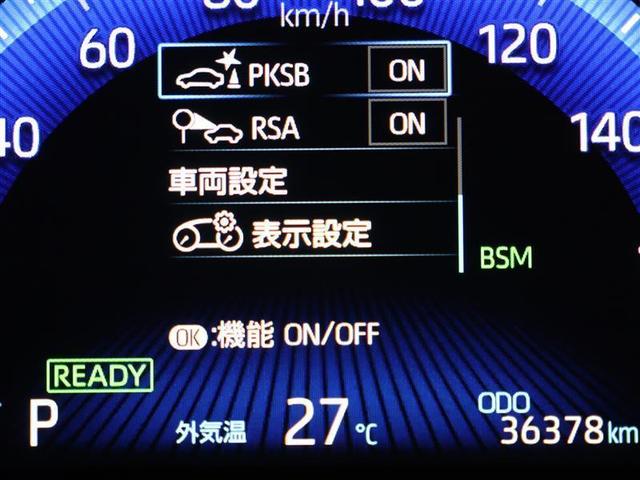 km/h
60 120
40 140
PKSB ON
RSA ON
車両設定
表示設定
BSM
OK:機能 ON/OFF
READY
P 外気温 27℃
ODO
36378km